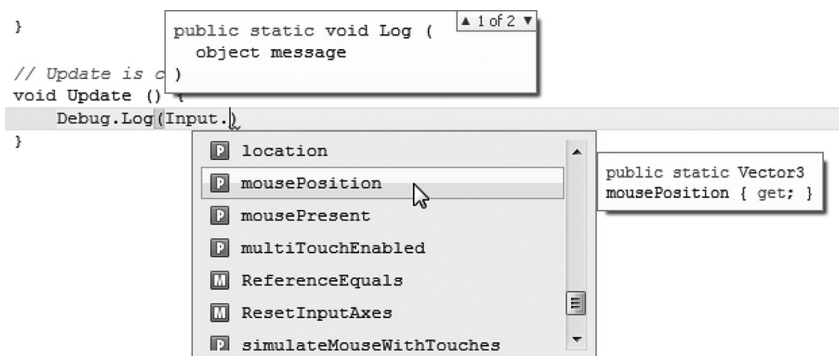 }
public static void Log (
object message
)
▲ 1 of 2 ▼
// Update is c
void Update () {
Debug.Log(Input.)
}
P location
P mousePosition
P mousePresent
P multiTouchEnabled
M ReferenceEquals
M ResetInputAxes
P simulateMouseWithTouches
public static Vector3
mousePosition { get; }